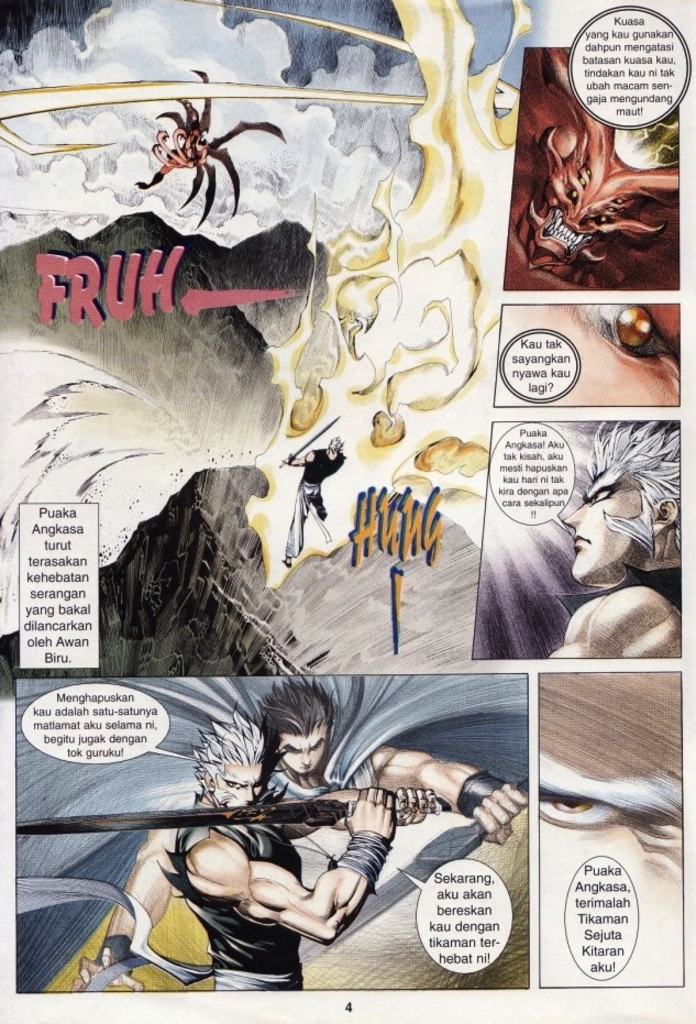 Kuasa
yang kau gunakan
dahpun mengatasi
batasan kuasa kau,
tindakan kau ni tak
ubah macam sen-
gaja mengundang
maut!
FRUH
Kau tak
sayangkan
nyawa kau
lagi?
Puaka
Angkasa! Aku
tak kisah, aku
mesti hapuskan
kau hari ni tak
kira dengan apa
cara sekalipun
!!
HUNG
Puaka
Angkasa
turut
terasakan
kehebatan
serangan
yang bakal
dilancarkan
oleh Awan
Biru.
Menghapuskan
kau adalah satu-satunya
matlamat aku selama ni,
begitu jugak dengan
tok guruku!
Sekarang,
aku akan
bereskan
kau dengan
tikaman ter-
hebat ni!
Puaka
Angkasa,
terimalah
Tikaman
Sejuta
Kitaran
aku!
4